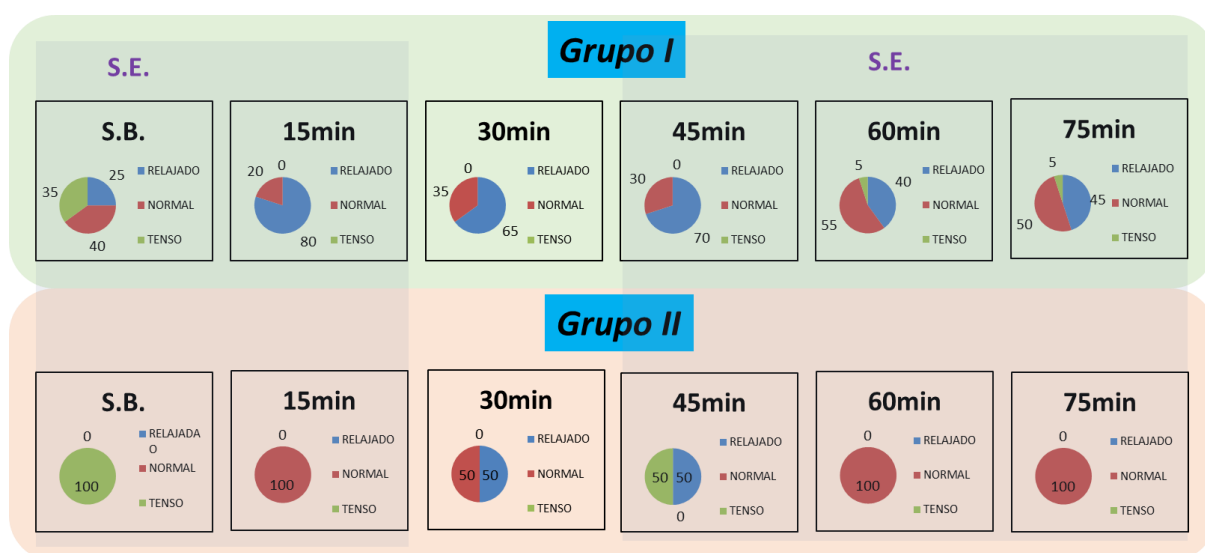 Grupo I
S.E.
S.E.
S.B.
35
25
40
RELAJADO
NORMAL
TENSO
15min
20
0
80
RELAJADO
NORMAL
TENSO
30min
0
35
65
RELAJADO
NORMAL
TENSO
45min
0
30
70
RELAJADO
NORMAL
TENSO
60min
5
40
55
RELAJADO
NORMAL
TENSO
75min
5
45
50
RELAJADO
NORMAL
TENSO
Grupo II
S.B.
0
100
RELAJADA
O
NORMAL
TENSO
15min
0
100
RELAJADO
NORMAL
TENSO
30min
0
50
50
RELAJADO
NORMAL
TENSO
45min
50
50
0
RELAJADO
NORMAL
TENSO
60min
0
100
RELAJADO
NORMAL
TENSO
75min
0
100
RELAJADO
NORMAL
TENSO